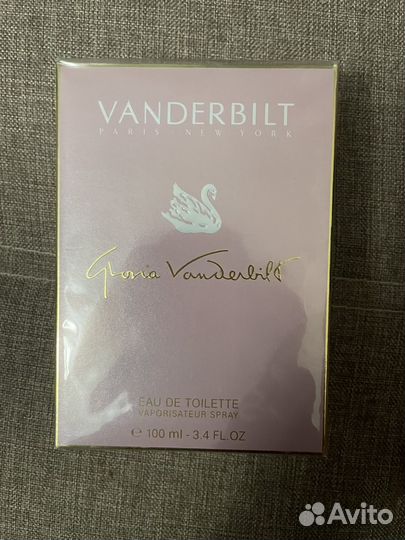 VANDERBILT
PARIS · NEW YORK
Gloria Vanderbilt
EAU DE TOILETTE
VAPORISATEUR SPRAY
℮ 100 ml - 3.4 FL.OZ
Avito